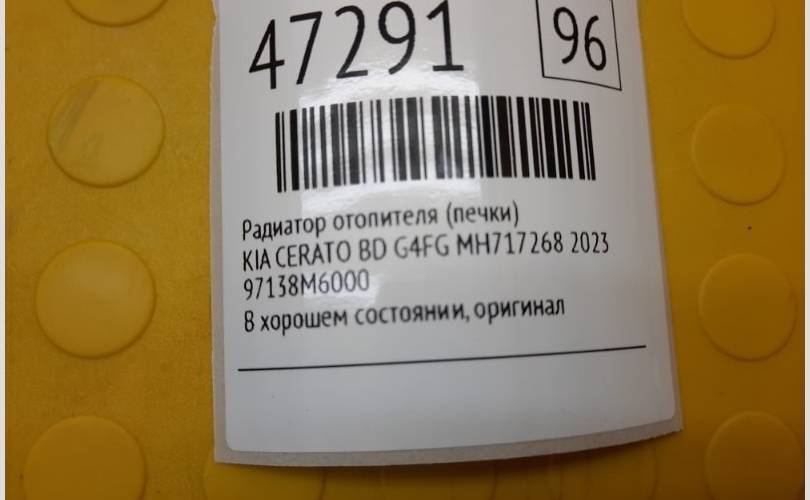 47291 96
Радиатор отопителя (печки)
KIA CERATO BD G4FG MH717268 2023
97138M6000
В хорошем состоянии, оригинал